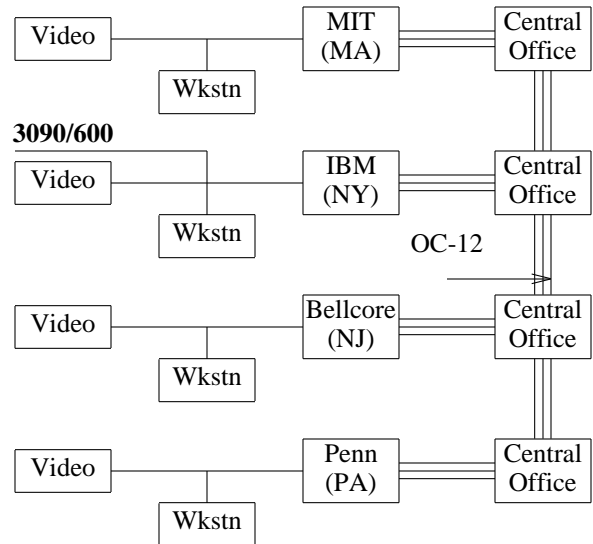 Video
MIT
(MA)
Central
Office
Wkstn
3090/600
Video
IBM
(NY)
Central
Office
Wkstn
OC-12
Video
Bellcore
(NJ)
Central
Office
Wkstn
Video
Penn
(PA)
Central
Office
Wkstn